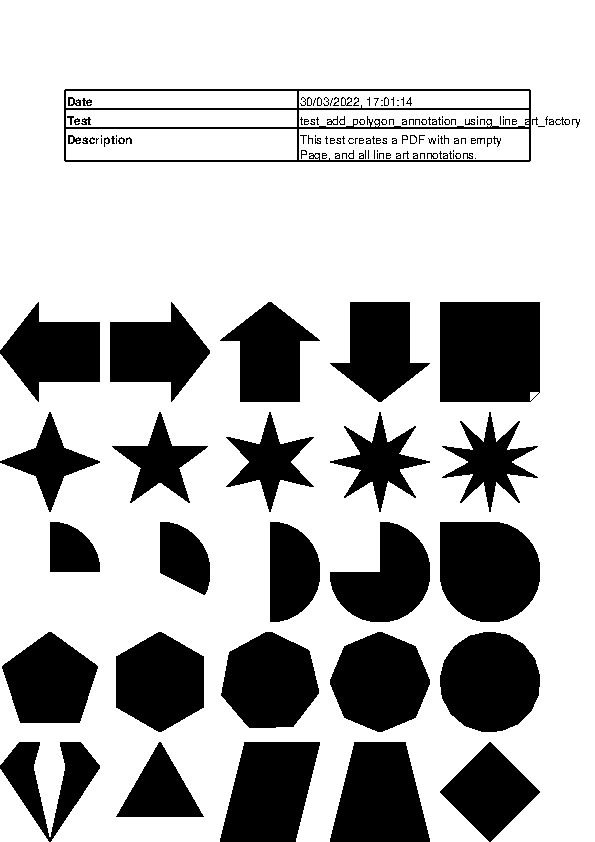 Date 30/03/2022, 17:01:14
Test test_add_polygon_annotation_using_line_art_factory
Description This test creates a PDF with an empty
Page, and all line art annotations.